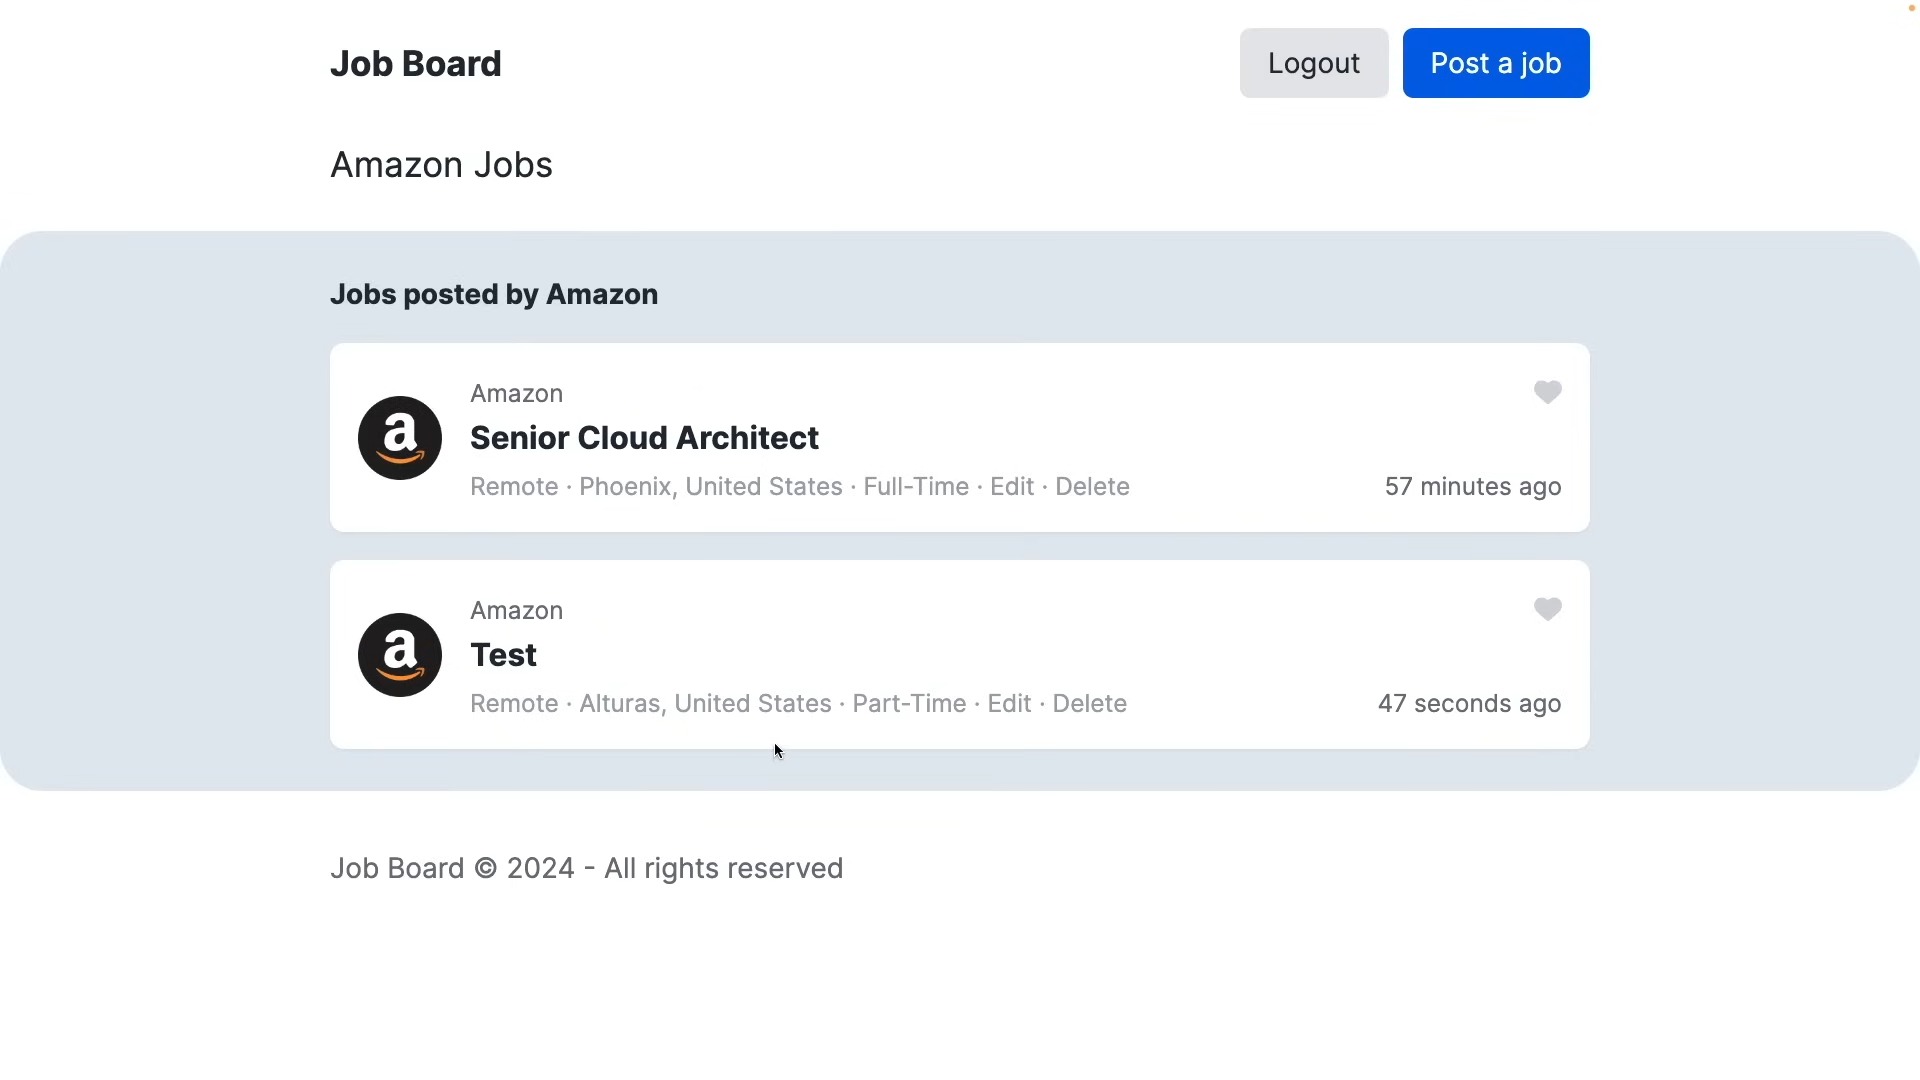 Job Board
Logout
Post a job
Amazon Jobs
Jobs posted by Amazon
Amazon
Senior Cloud Architect
Remote · Phoenix, United States · Full-Time · Edit · Delete
57 minutes ago
Amazon
Test
Remote · Alturas, United States · Part-Time · Edit · Delete
47 seconds ago
Job Board © 2024 - All rights reserved